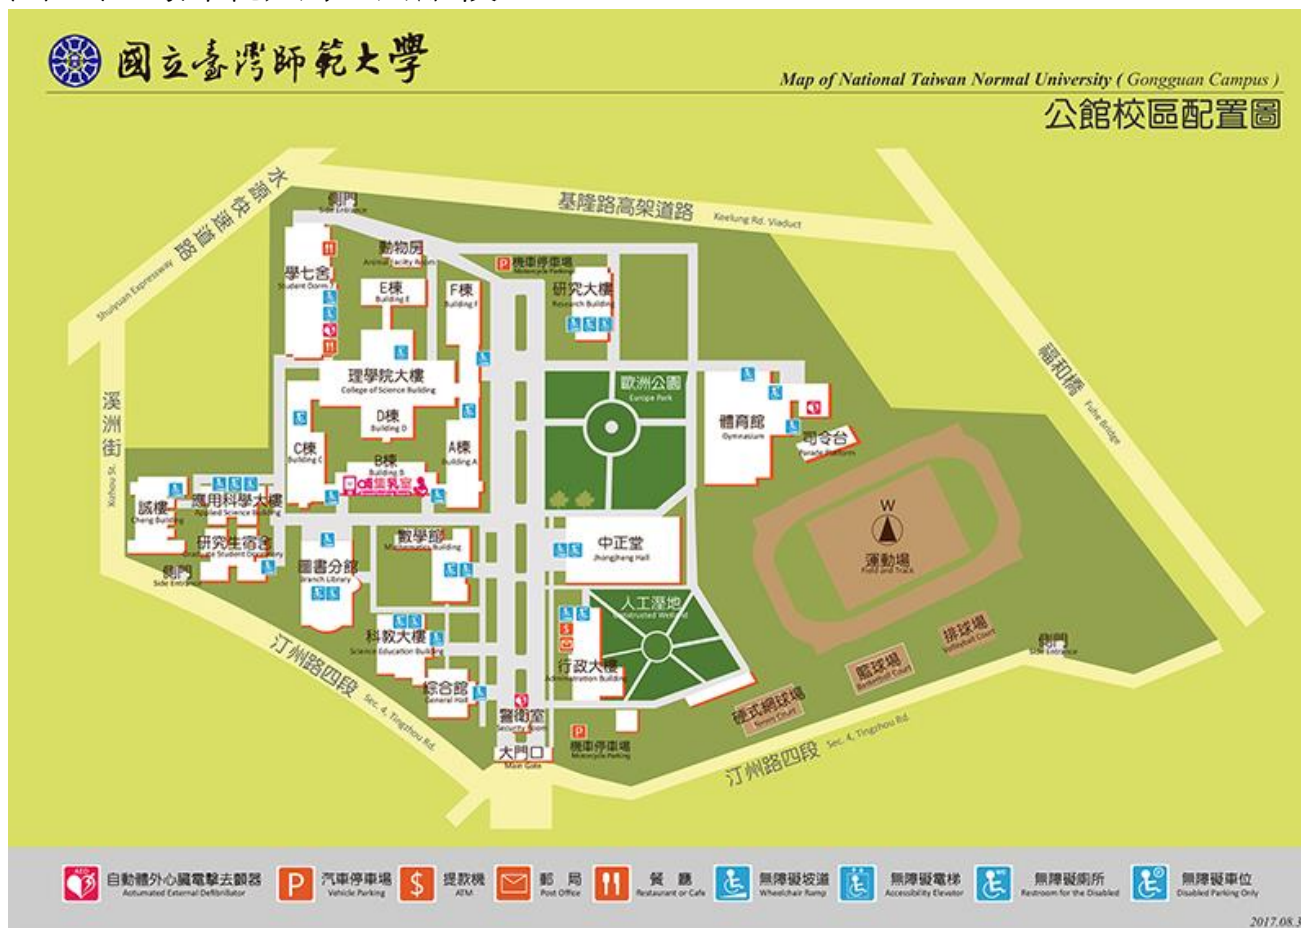 國立臺灣師範大學
Map of National Taiwan Normal University ( Gongguan Campus )
公館校區配置圖
水源快速道路
Shuiyuan Expressway
側門
Side Entrance
基隆路高架道路
Keelung Rd. Viaduct
動物房
Animal Facility Room
機車停車場
Motorcycle Parking
學七舍
Student Dorm 7
E棟
Building E
F棟
Building F
研究大樓
Research Building
福和橋
Fuhe Bridge
理學院大樓
College of Science Building
歐洲公園
Europe Park
溪洲街
Xizhou St.
D棟
Building D
體育館
Gymnasium
司令台
Parade Platform
C棟
Building C
A棟
Building A
B棟
Building B
哺集乳室
誠樓
Cheng Building
應用科學大樓
Applied Science Building
W
運動場
Field and Track
研究生宿舍
Graduate Student Dormitory
數學館
Mathematics Building
中正堂
Jhongjheng Hall
側門
Side Entrance
圖書分館
Branch Library
人工溼地
排球場
Volleyball Court
科教大樓
Science Education Building
側門
Side Entrance
汀州路四段
Sec. 4, Tingzhou Rd.
行政大樓
Administration Building
籃球場
Basketball Court
綜合館
General Hall
硬式網球場
Tennis Court
警衛室
Security Room
機車停車場
Motorcycle Parking
大門口
Main Gate
汀州路四段
Sec. 4, Tingzhou Rd.
AED
自動體外心臟電擊去顫器
Automated External Defibrillator
P
汽車停車場
Vehicle Parking
$
提款機
ATM
郵 局
Post Office
餐 廳
Restaurant or Cafe
無障礙坡道
Wheelchair Ramp
無障礙電梯
Accessibility Elevator
無障礙廁所
Restroom for the Disabled
無障礙車位
Disabled Parking Only